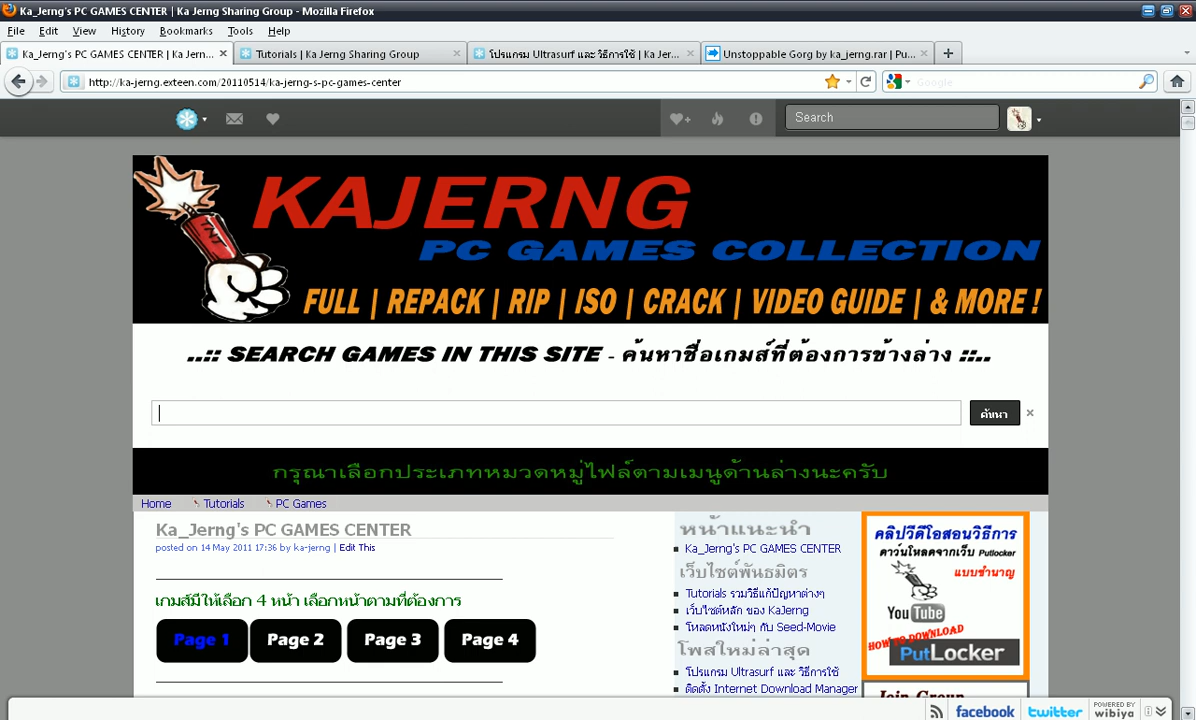 Ka_Jerng's PC GAMES CENTER | Ka Jerng Sharing Group - Mozilla Firefox
File Edit View History Bookmarks Tools Help
Ka_Jerng's PC GAMES CENTER | Ka Jern...
Tutorials | Ka Jerng Sharing Group
โปรแกรม Ultrasurf และ วิธีการใช้ | Ka Jer...
Unstoppable Gorg by ka_jerng.rar | Pu...
http://ka-jerng.exteen.com/20110514/ka-jerng-s-pc-games-center
Google
Search
TNT
KAJERNG
PC GAMES COLLECTION
FULL | REPACK | RIP | ISO | CRACK | VIDEO GUIDE | & MORE !
..:: SEARCH GAMES IN THIS SITE - ค้นหาชื่อเกมส์ที่ต้องการข้างล่าง ::..
ค้นหา
กรุณาเลือกประเภทหมวดหมู่ไฟล์ตามเมนูด้านล่างนะครับ
Home Tutorials PC Games
Ka_Jerng's PC GAMES CENTER
posted on 14 May 2011 17:36 by ka-jerng | Edit This
เกมส์มีให้เลือก 4 หน้า เลือกหน้าตามที่ต้องการ
Page 1 Page 2 Page 3 Page 4
หน้าแนะนำ
Ka_Jerng's PC GAMES CENTER
เว็บไซต์พันธมิตร
Tutorials รวมวิธีแก้ปัญหาต่างๆ
เว็บไซต์หลัก ของ KaJerng
โหลดหนังใหม่ๆ กับ Seed-Movie
โพสใหม่ล่าสุด
โปรแกรม Ultrasurf และ วิธีการใช้
ติดตั้ง Internet Download Manager
คลิปวีดีโอสอนวิธีการ
ดาวน์โหลดจากเว็บ Putlocker
แบบชำนาญ
YouTube
HOW TO DOWNLOAD
PutLocker
Join Group
facebook twitter POWERED BY wibiya